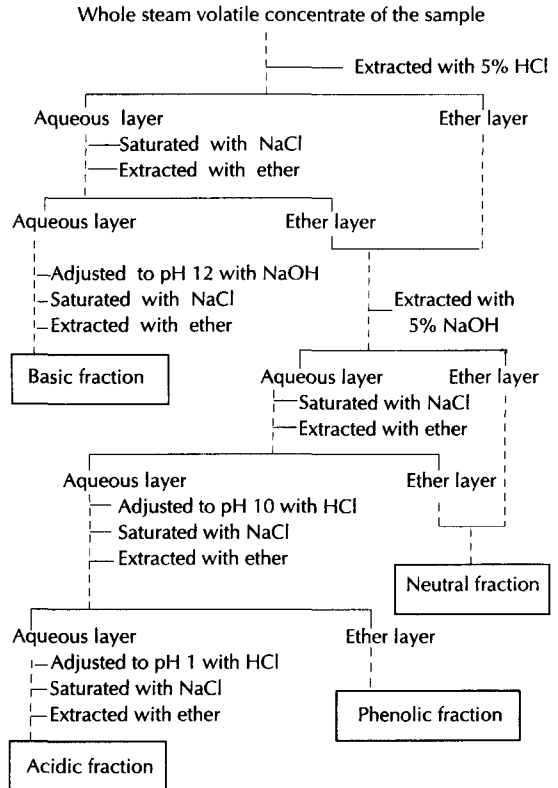 Whole steam volatile concentrate of the sample
Extracted with 5% HCl
Aqueous layer
Ether layer
Saturated with NaCl
Extracted with ether
Aqueous layer
Ether layer
Adjusted to pH 12 with NaOH
Saturated with NaCl
Extracted with ether
Extracted with
5% NaOH
Basic fraction
Aqueous layer
Ether layer
Saturated with NaCl
Extracted with ether
Aqueous layer
Ether layer
Adjusted to pH 10 with HCl
Saturated with NaCl
Extracted with ether
Neutral fraction
Aqueous layer
Ether layer
Adjusted to pH 1 with HCl
Saturated with NaCl
Extracted with ether
Phenolic fraction
Acidic fraction